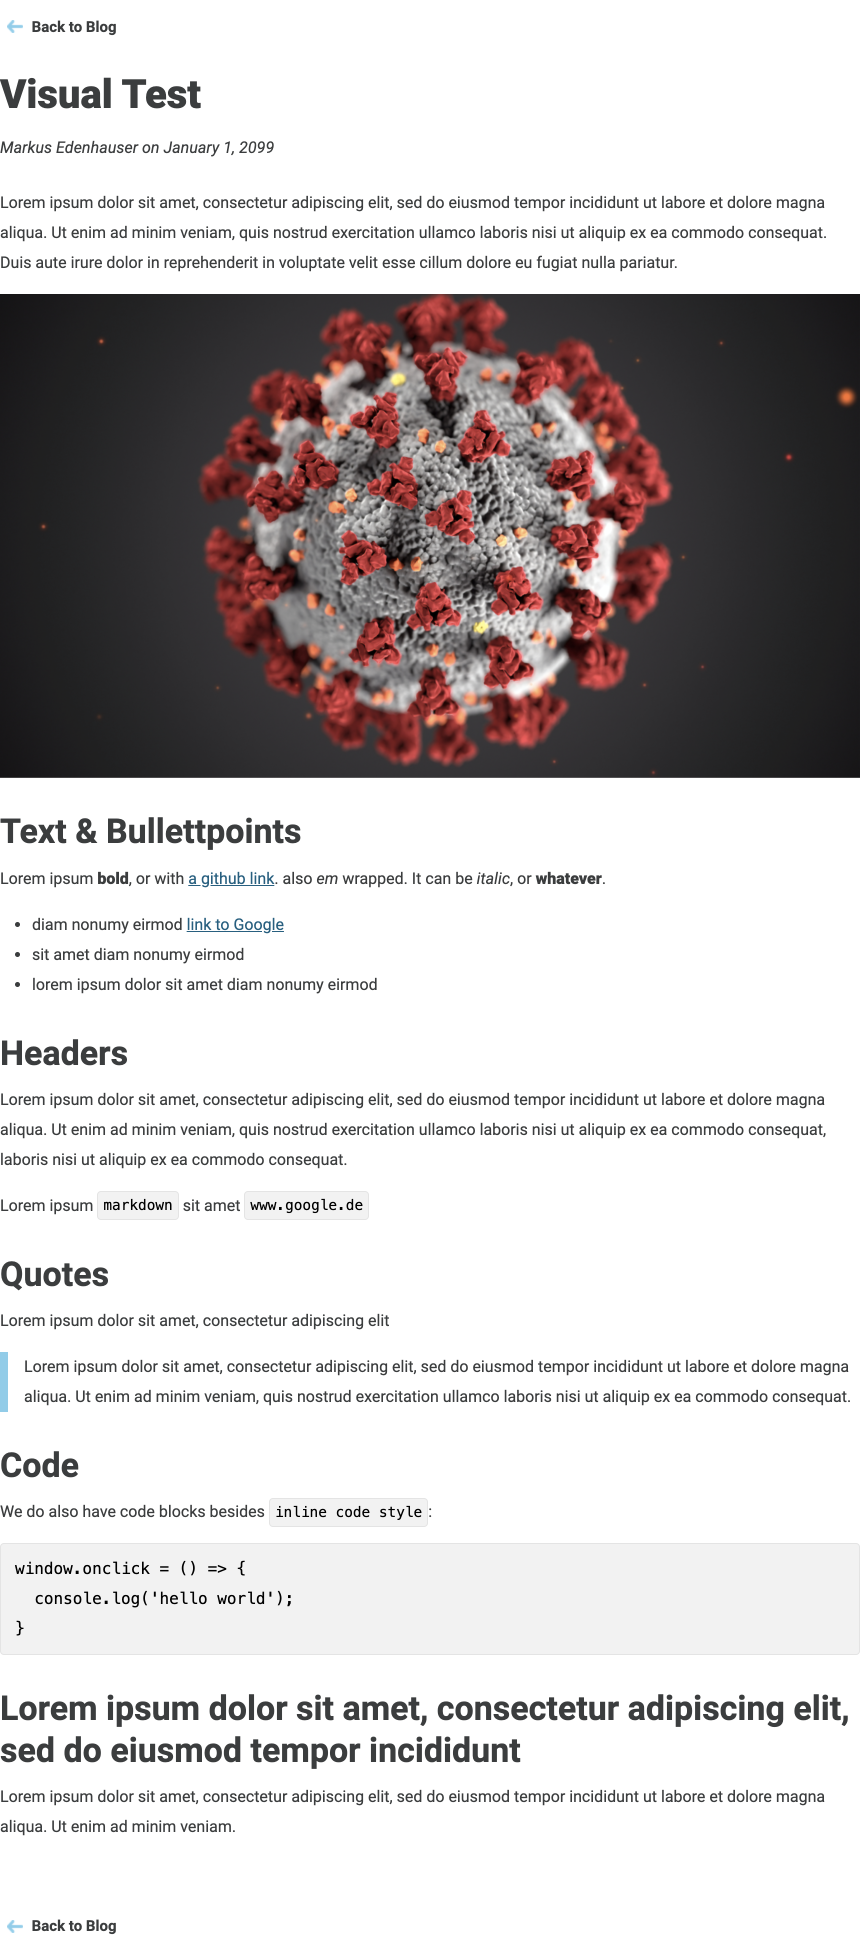 Back to Blog
Visual Test
Markus Edenhauser on January 1, 2099
Lorem ipsum dolor sit amet, consectetur adipiscing elit, sed do eiusmod tempor incididunt ut labore et dolore magna
aliqua. Ut enim ad minim veniam, quis nostrud exercitation ullamco laboris nisi ut aliquip ex ea commodo consequat.
Duis aute irure dolor in reprehenderit in voluptate velit esse cillum dolore eu fugiat nulla pariatur.
Text & Bullettpoints
Lorem ipsum bold, or with a github link. also em wrapped. It can be italic, or whatever.
• diam nonumy eirmod link to Google
• sit amet diam nonumy eirmod
• lorem ipsum dolor sit amet diam nonumy eirmod
Headers
Lorem ipsum dolor sit amet, consectetur adipiscing elit, sed do eiusmod tempor incididunt ut labore et dolore magna
aliqua. Ut enim ad minim veniam, quis nostrud exercitation ullamco laboris nisi ut aliquip ex ea commodo consequat,
laboris nisi ut aliquip ex ea commodo consequat.
Lorem ipsum markdown sit amet www.google.de
Quotes
Lorem ipsum dolor sit amet, consectetur adipiscing elit
Lorem ipsum dolor sit amet, consectetur adipiscing elit, sed do eiusmod tempor incididunt ut labore et dolore magna
aliqua. Ut enim ad minim veniam, quis nostrud exercitation ullamco laboris nisi ut aliquip ex ea commodo consequat.
Code
We do also have code blocks besides inline code style:
window.onclick = () => {
  console.log('hello world');
}
Lorem ipsum dolor sit amet, consectetur adipiscing elit,
sed do eiusmod tempor incididunt
Lorem ipsum dolor sit amet, consectetur adipiscing elit, sed do eiusmod tempor incididunt ut labore et dolore magna
aliqua. Ut enim ad minim veniam.
Back to Blog